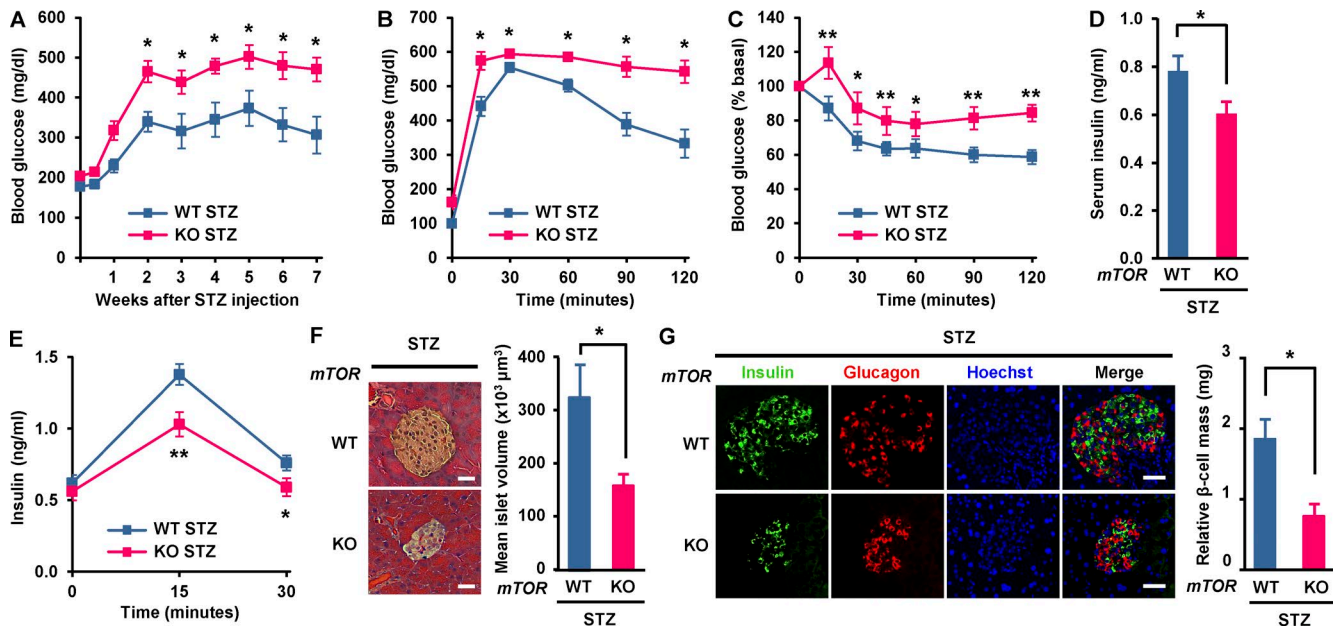 A
Blood glucose (mg/dl)
600
500
400
300
200
100
0
* * * * * *
WT STZ
KO STZ
1 2 3 4 5 6 7
Weeks after STZ injection
B
Blood glucose (mg/dl)
700
600
500
400
300
200
100
0
* * * * *
WT STZ
KO STZ
0 30 60 90 120
Time (minutes)
C
Blood glucose (% basal)
140
120
100
80
60
40
20
0
** * ** * ** **
WT STZ
KO STZ
0 30 60 90 120
Time (minutes)
D
Serum insulin (ng/ml)
1.0
0.8
0.6
0.4
0.2
0.0
*
mTOR WT KO
STZ
E
Insulin (ng/ml)
1.5
1.0
0.5
0.0
**
*
WT STZ
KO STZ
0 15 30
Time (minutes)
F
STZ
mTOR
WT
KO
Mean islet volume (x10³ µm³)
400
300
200
100
0
*
mTOR WT KO
STZ
G
STZ
mTOR Insulin Glucagon Hoechst Merge
WT
KO
Relative β-cell mass (mg)
3
2
1
0
*
mTOR WT KO
STZ